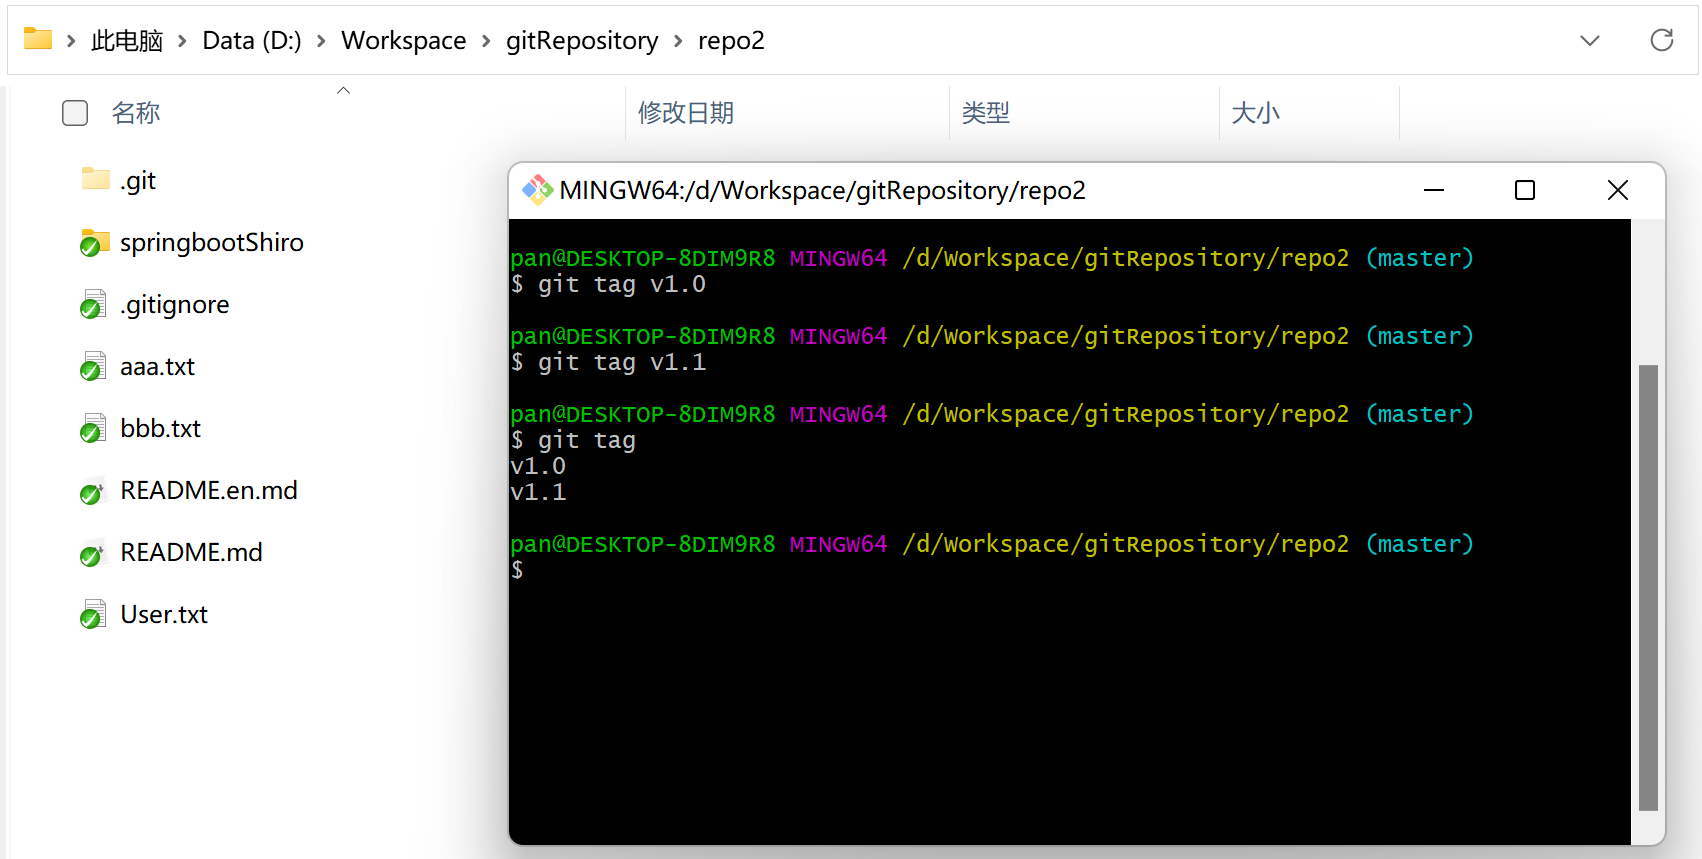 此电脑 > Data (D:) > Workspace > gitRepository > repo2
名称 修改日期 类型 大小
.git
springbootShiro
.gitignore
aaa.txt
bbb.txt
README.en.md
README.md
User.txt
MINGW64:/d/Workspace/gitRepository/repo2
pan@DESKTOP-8DIM9R8 MINGW64 /d/Workspace/gitRepository/repo2 (master)
$ git tag v1.0
pan@DESKTOP-8DIM9R8 MINGW64 /d/Workspace/gitRepository/repo2 (master)
$ git tag v1.1
pan@DESKTOP-8DIM9R8 MINGW64 /d/Workspace/gitRepository/repo2 (master)
$ git tag
v1.0
v1.1
pan@DESKTOP-8DIM9R8 MINGW64 /d/Workspace/gitRepository/repo2 (master)
$